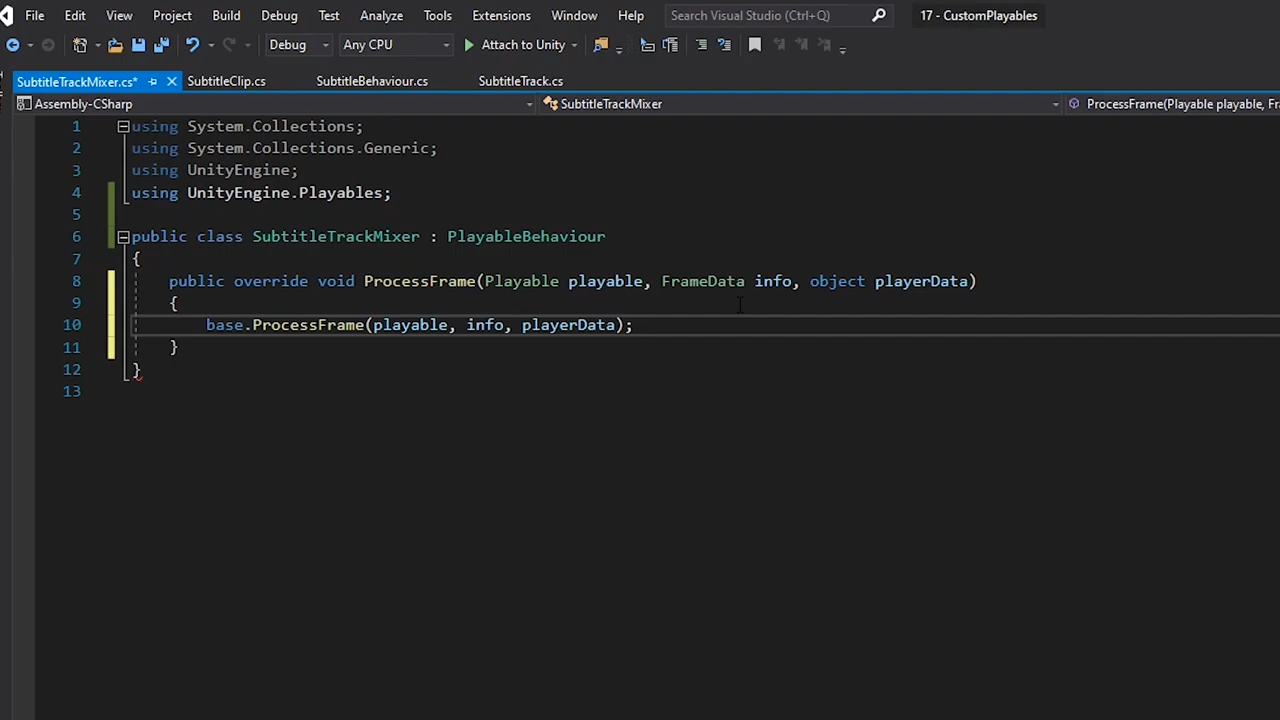 File Edit View Project Build Debug Test Analyze Tools Extensions Window Help Search Visual Studio (Ctrl+Q) 17 - CustomPlayables
Debug Any CPU Attach to Unity
SubtitleTrackMixer.cs* SubtitleClip.cs SubtitleBehaviour.cs SubtitleTrack.cs
Assembly-CSharp SubtitleTrackMixer ProcessFrame(Playable playable, Fra
1 using System.Collections;
2 using System.Collections.Generic;
3 using UnityEngine;
4 using UnityEngine.Playables;
5
6 public class SubtitleTrackMixer : PlayableBehaviour
7 {
8 public override void ProcessFrame(Playable playable, FrameData info, object playerData)
9 {
10 base.ProcessFrame(playable, info, playerData);
11 }
12 }
13